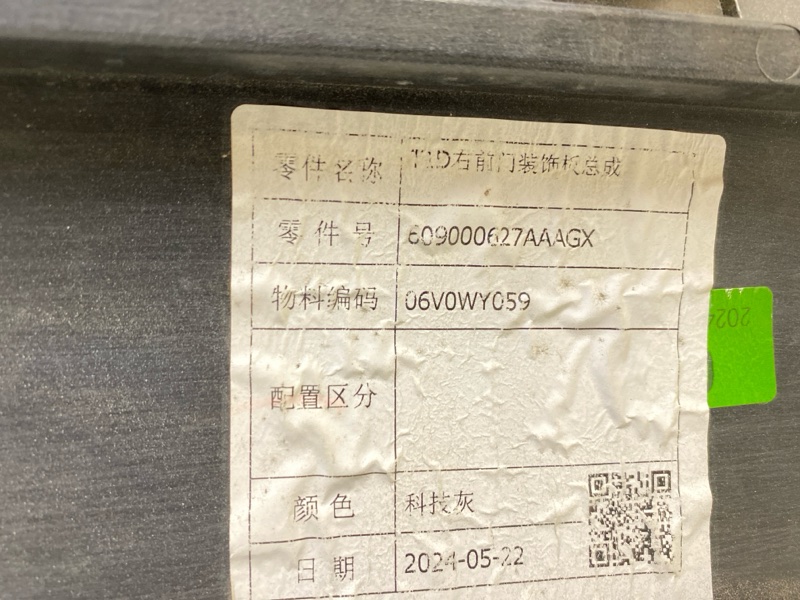 零件名称 T1D右前门装饰板总成
零件号 609000627AAAGX
物料编码 06V0WY059
配置区分
颜色 科技灰
日期 2024-05-22
2024